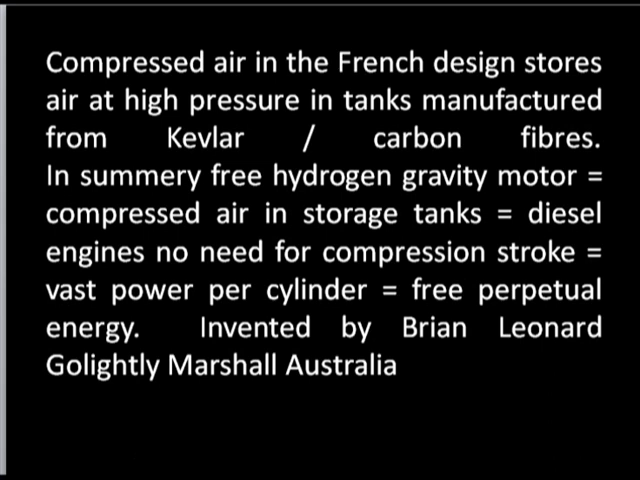 Compressed air in the French design stores
air at high pressure in tanks manufactured
from Kevlar / carbon fibres.
In summery free hydrogen gravity motor =
compressed air in storage tanks = diesel
engines no need for compression stroke =
vast power per cylinder = free perpetual
energy. Invented by Brian Leonard
Golightly Marshall Australia